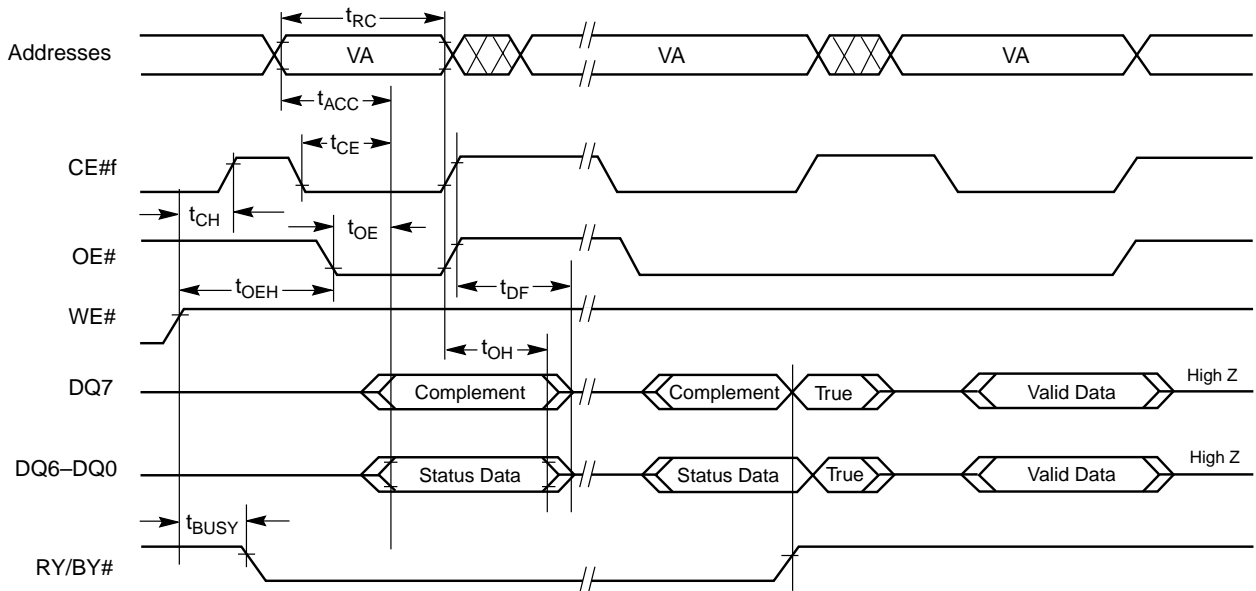 tRC
Addresses VA VA VA
tACC
tCE
CE#f
tCH tOE
OE#
tOEH tDF
WE#
tOH
DQ7 Complement Complement True Valid Data High Z
DQ6–DQ0 Status Data Status Data True Valid Data High Z
tBUSY
RY/BY#